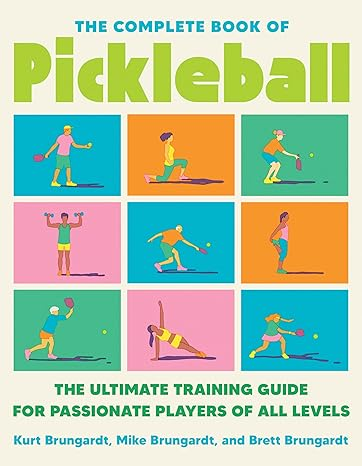 THE COMPLETE BOOK OF
Pickleball
THE ULTIMATE TRAINING GUIDE
FOR PASSIONATE PLAYERS OF ALL LEVELS
Kurt Brungardt, Mike Brungardt, and Brett Brungardt